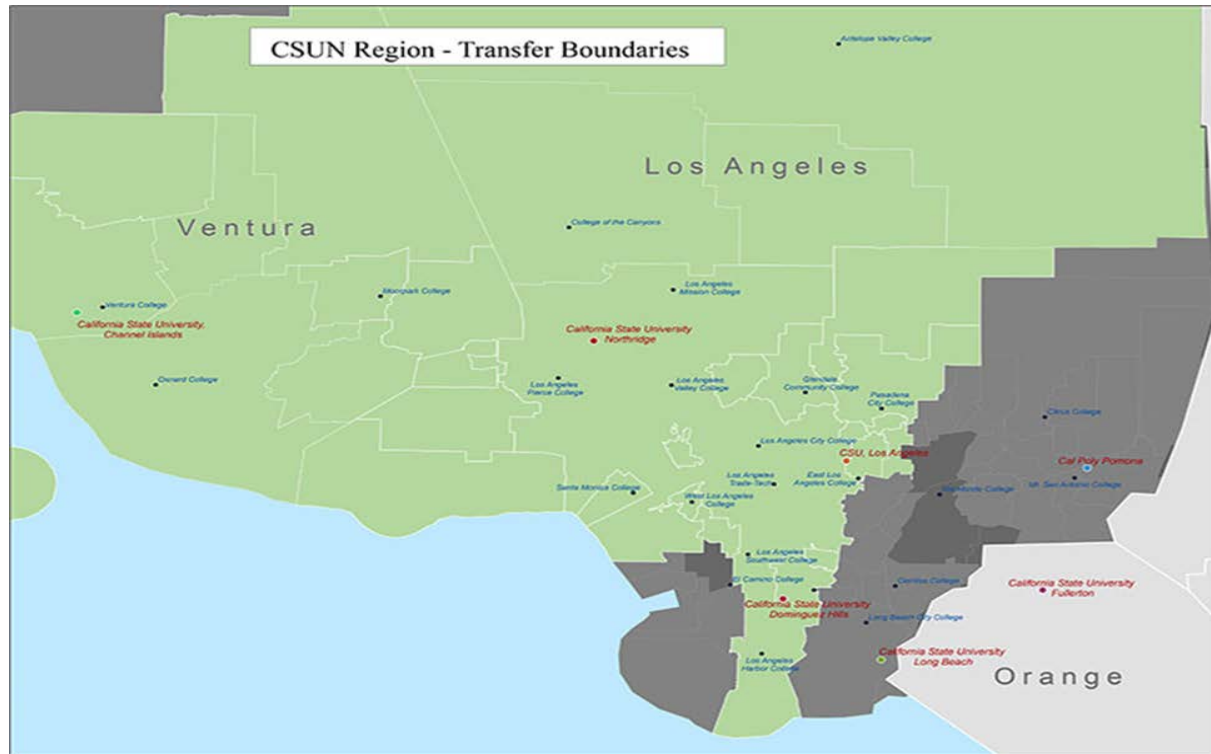 CSUN Region - Transfer Boundaries
Antelope Valley College
Los Angeles
Ventura
College of the Canyons
Los Angeles
Mission College
Moorpark College
Ventura College
California State University,
Channel Islands
California State University
Northridge
Oxnard College
Los Angeles
Pierce College
Los Angeles
Valley College
Glendale
Community College
Pasadena
City College
Citrus College
Los Angeles City College
CSU, Los Angeles
Cal Poly Pomona
Los Angeles
Trade-Tech
East Los
Angeles College
Mt. San Antonio College
Santa Monica College
West Los Angeles
College
Los Angeles
Southwest College
El Camino College
Cerritos College
California State University
Fullerton
California State University
Dominguez Hills
Long Beach City College
Los Angeles
Harbor College
California State University
Long Beach
Orange